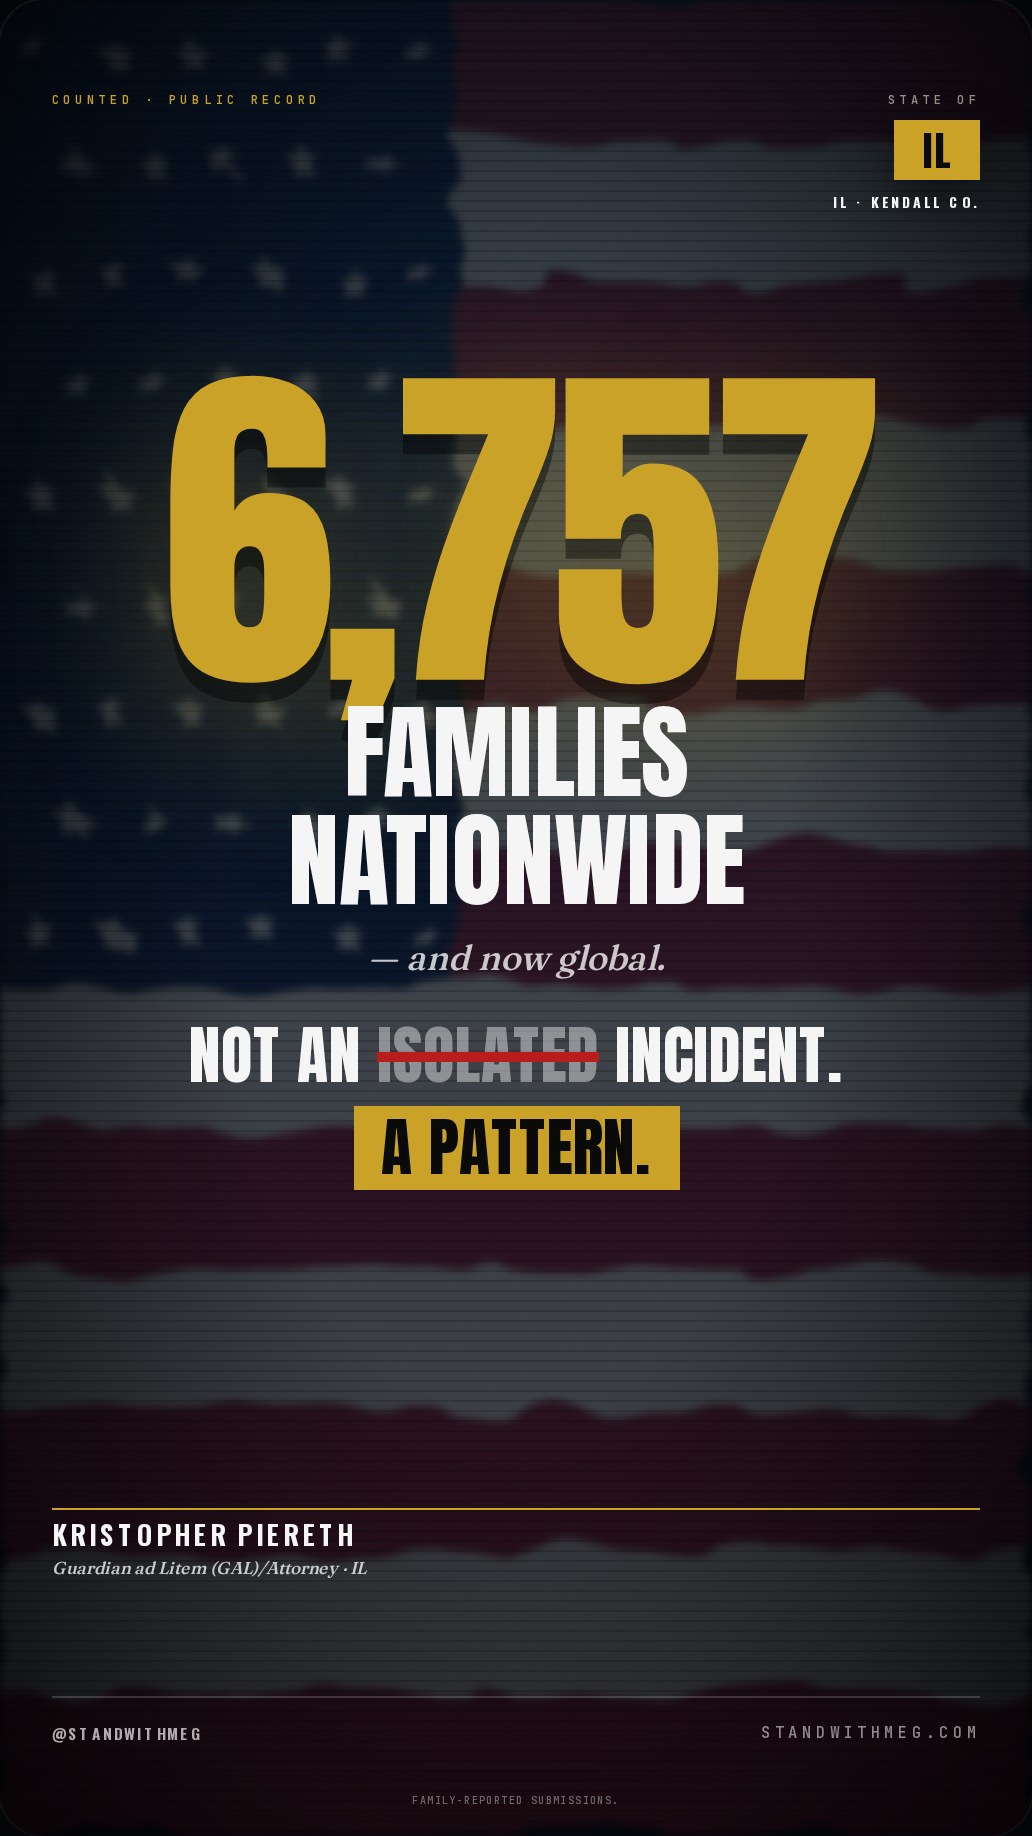 COUNTED · PUBLIC RECORD
STATE OF
IL
IL · KENDALL CO.
6,757
FAMILIES
NATIONWIDE
— and now global.
NOT AN ISOLATED INCIDENT.
A PATTERN.
KRISTOPHER PIERETH
Guardian ad Litem (GAL)/Attorney · IL
@STANDWITHMEG
STANDWITHMEG.COM
FAMILY-REPORTED SUBMISSIONS.